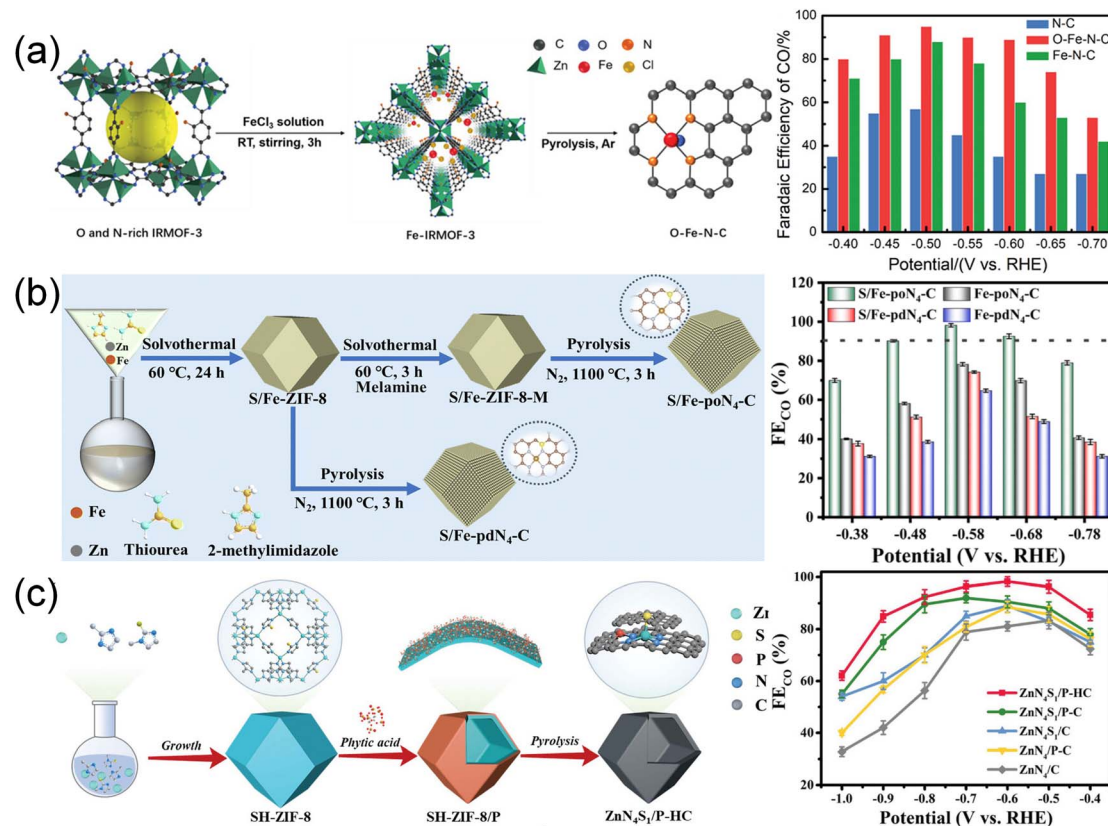 (a)
C O N
Zn Fe Cl
FeCl3 solution
RT, stirring, 3h
Pyrolysis, Ar
O and N-rich IRMOF-3
Fe-IRMOF-3
O-Fe-N-C
Faradaic Efficiency of CO/%
100
80
60
40
20
0
N-C
O-Fe-N-C
Fe-N-C
-0.40 -0.45 -0.50 -0.55 -0.60 -0.65 -0.70
Potential/(V vs. RHE)
(b)
Zn
Fe
Solvothermal
60 °C, 24 h
S/Fe-ZIF-8
Solvothermal
60 °C, 3 h
Melamine
S/Fe-ZIF-8-M
Pyrolysis
N2, 1100 °C, 3 h
S/Fe-poN4-C
Pyrolysis
N2, 1100 °C, 3 h
S/Fe-pdN4-C
Fe
Zn
Thiourea
2-methylimidazole
FECO (%)
120
100
80
60
40
20
0
S/Fe-poN4-C Fe-poN4-C
S/Fe-pdN4-C Fe-pdN4-C
-0.38 -0.48 -0.58 -0.68 -0.78
Potential (V vs. RHE)
(c)
Growth
SH-ZIF-8
Phytic acid
SH-ZIF-8/P
Pyrolysis
ZnN4S1/P-HC
Zn
S
P
N
C
FECO (%)
100
80
60
40
20
ZnN4S1/P-HC
ZnN4S1/P-C
ZnN4S1/C
ZnN4/P-C
ZnN4/C
-1.0 -0.9 -0.8 -0.7 -0.6 -0.5 -0.4
Potential (V vs. RHE)